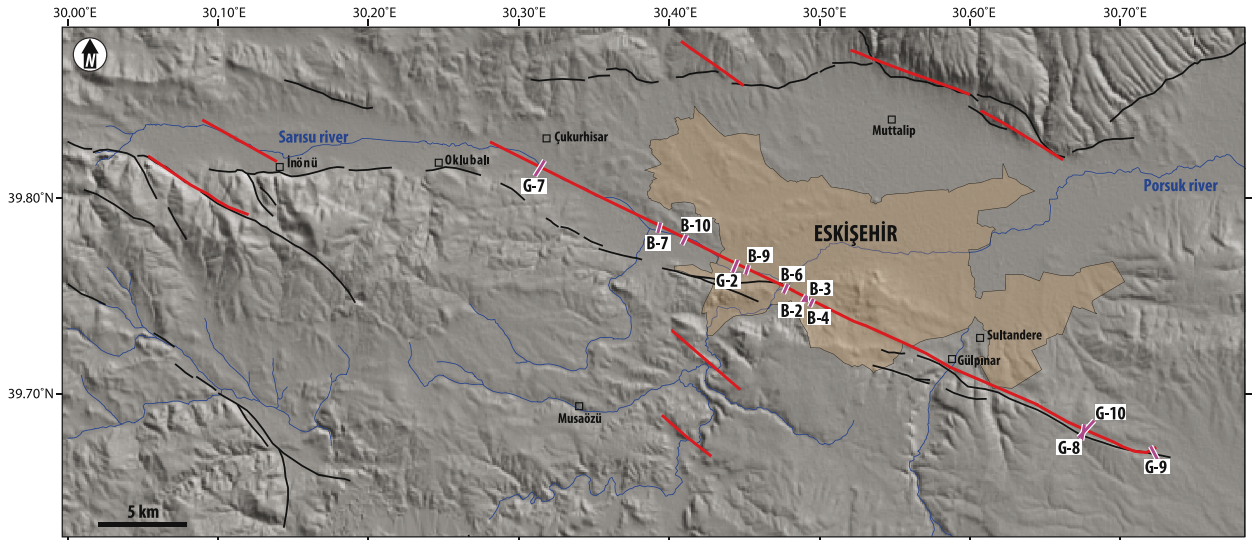 30.00°E 30.10°E 30.20°E 30.30°E 30.40°E 30.50°E 30.60°E 30.70°E
N
Sarısu river
Çukurhisar
Muttalip
İnönü
Oklubalı
G-7
39.80°N
Porsuk river
B-10
B-7
ESKİŞEHİR
B-9
G-2
B-6
B-3
B-2
B-4
Sultandere
Gülpınar
39.70°N
Musaözü
G-10
G-8
G-9
5 km